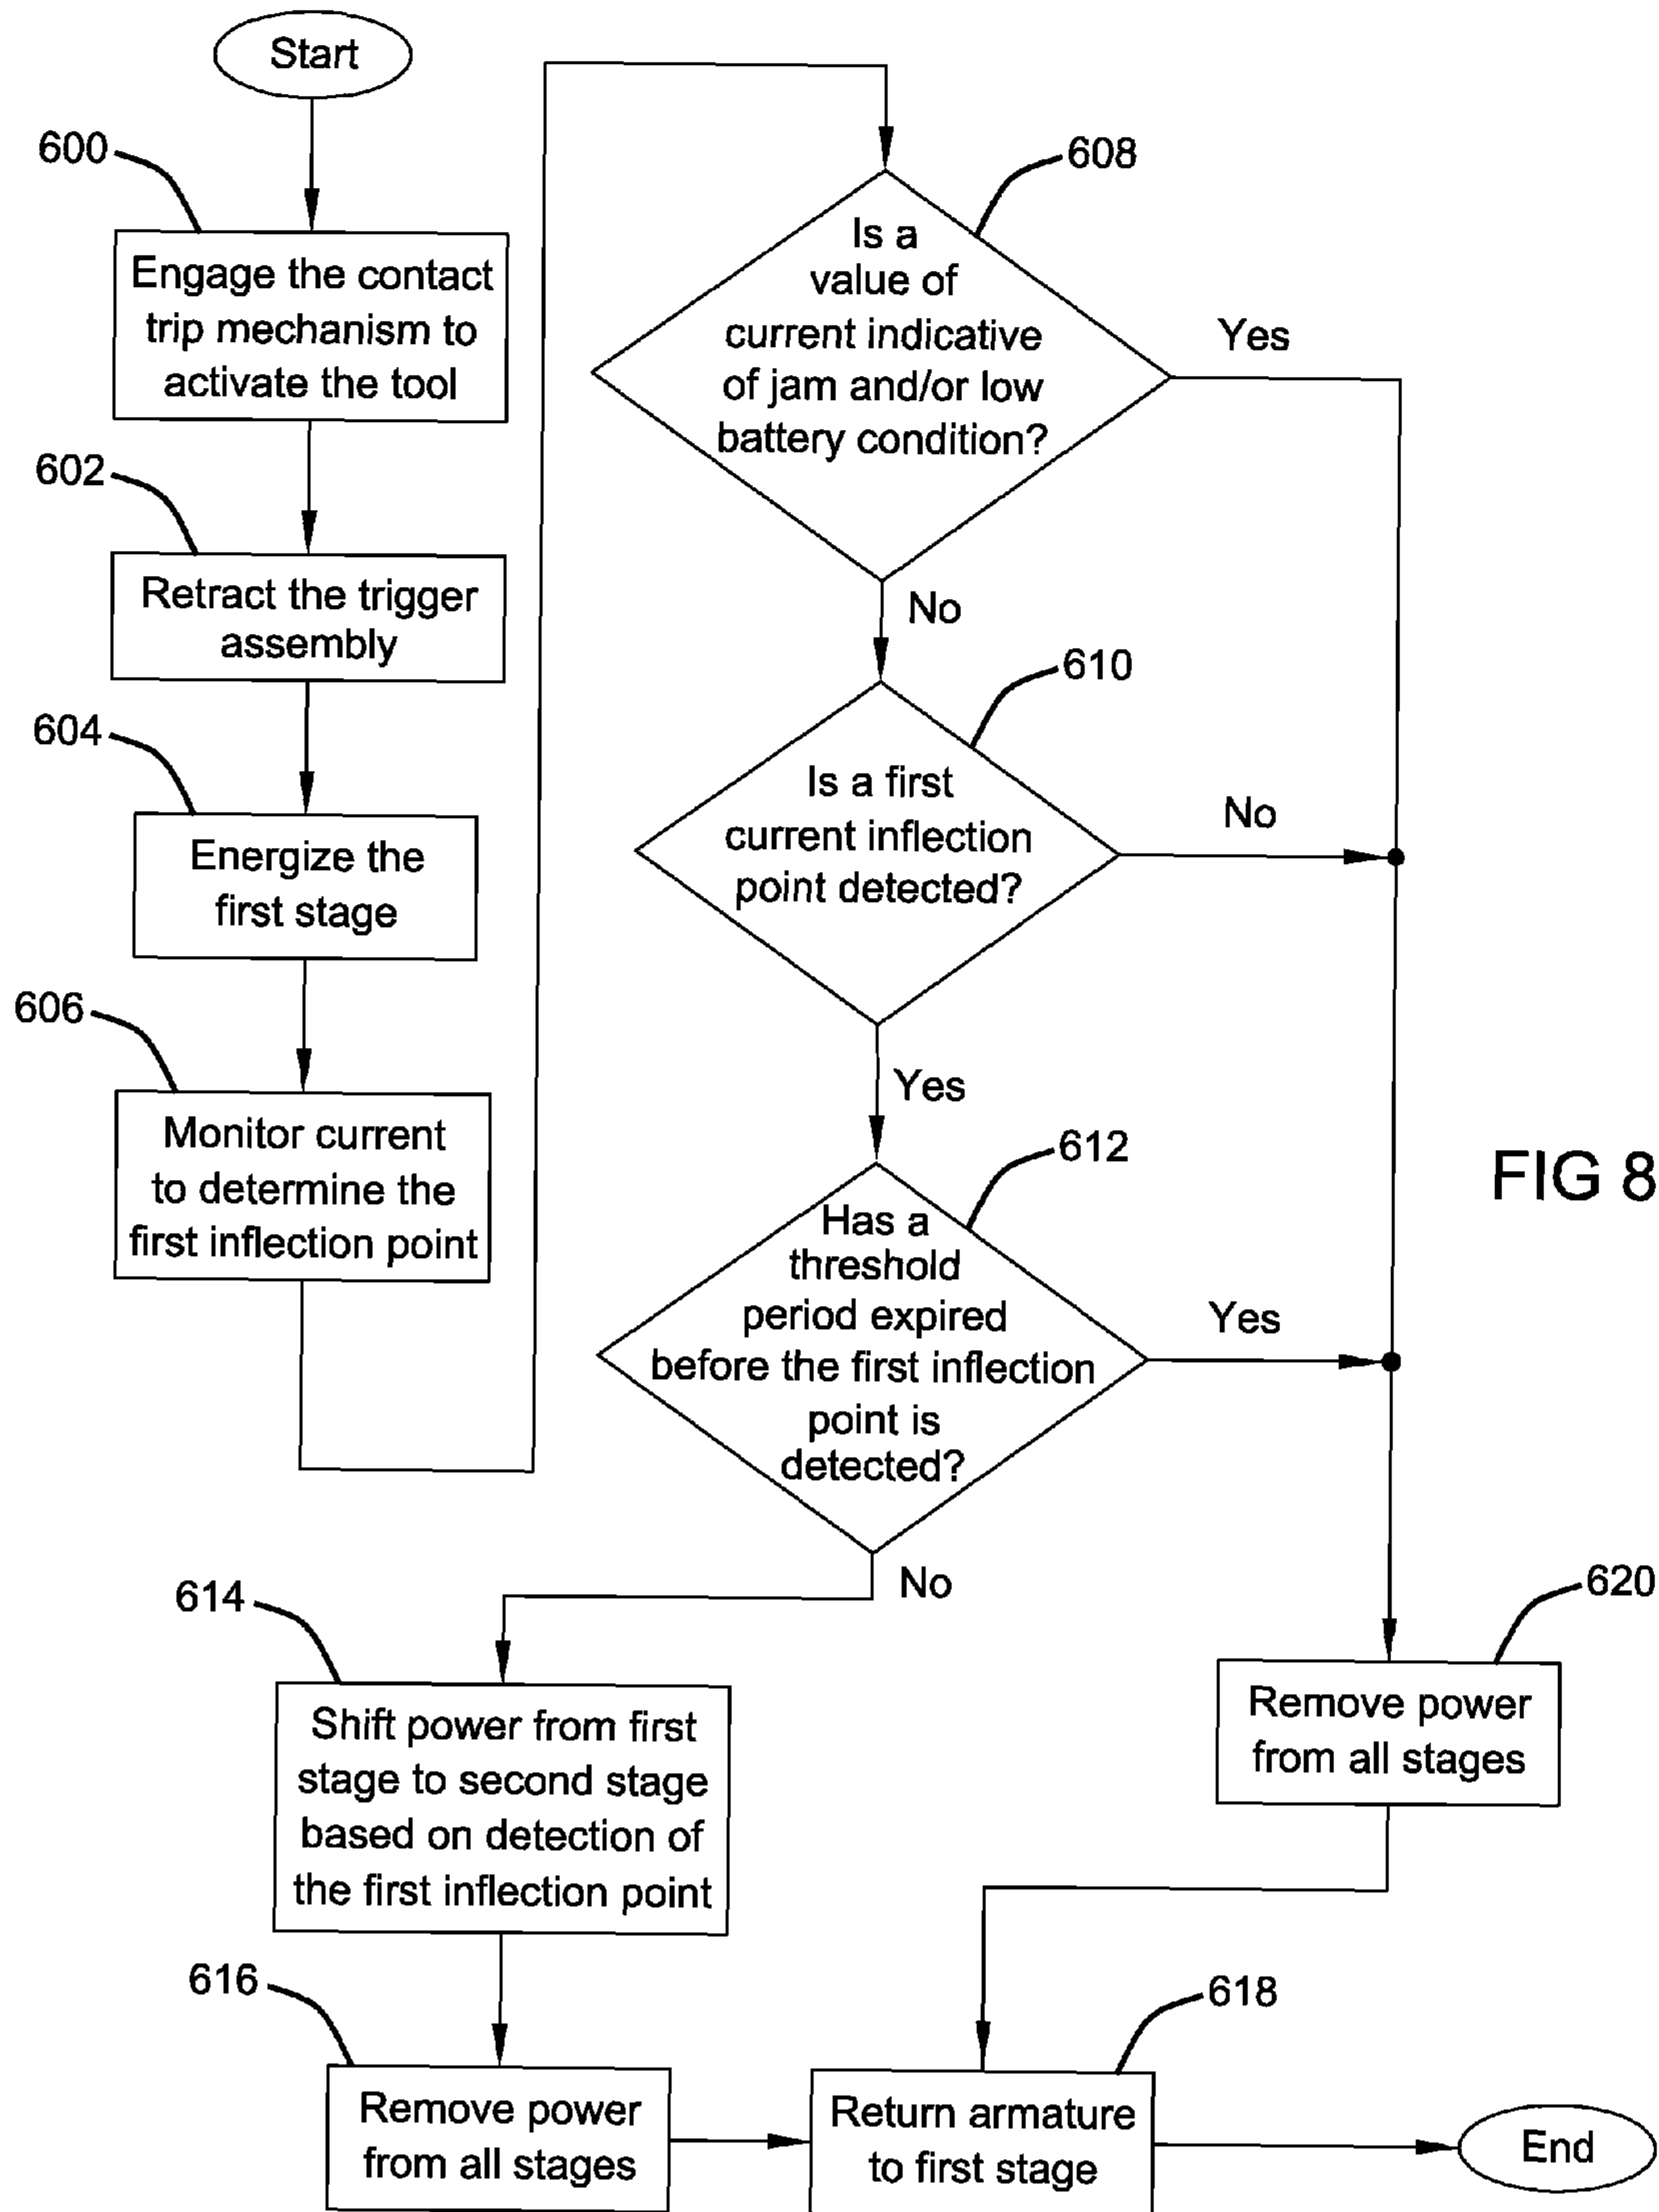 Start
600
Engage the contact
trip mechanism to
activate the tool
602
Retract the trigger
assembly
604
Energize the
first stage
606
Monitor current
to determine the
first inflection point
608
Is a
value of
current indicative
of jam and/or low
battery condition?
Yes
No
610
Is a first
current inflection
point detected?
No
Yes
612
Has a
threshold
period expired
before the first inflection
point is
detected?
Yes
No
FIG 8
614
Shift power from first
stage to second stage
based on detection of
the first inflection point
620
Remove power
from all stages
616
Remove power
from all stages
618
Return armature
to first stage
End